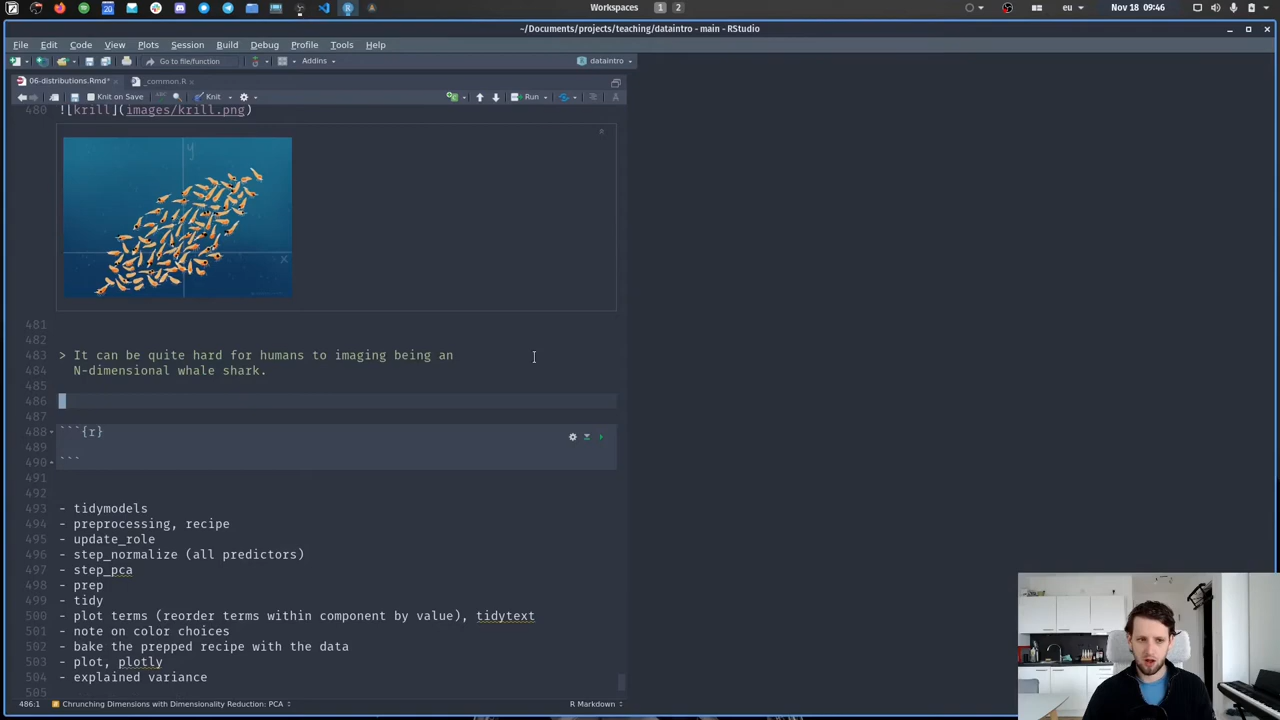 Workspaces 1 2
eu
Nov 18 09:46
~/Documents/projects/teaching/dataintro - main - RStudio
File Edit Code View Plots Session Build Debug Profile Tools Help
Go to file/function Addins dataintro
06-distributions.Rmd* _common.R
Knit on Save Knit Run
480 ![krill](images/krill.png)
y
x
481
482
483 > It can be quite hard for humans to imaging being an
484 N-dimensional whale shark.
485
486
487
488 ```{r}
489
490 ```
491
492
493 - tidymodels
494 - preprocessing, recipe
495 - update_role
496 - step_normalize (all predictors)
497 - step_pca
498 - prep
499 - tidy
500 - plot terms (reorder terms within component by value), tidytext
501 - note on color choices
502 - bake the prepped recipe with the data
503 - plot, plotly
504 - explained variance
505
486:1 # Chrunching Dimensions with Dimensionality Reduction: PCA R Markdown